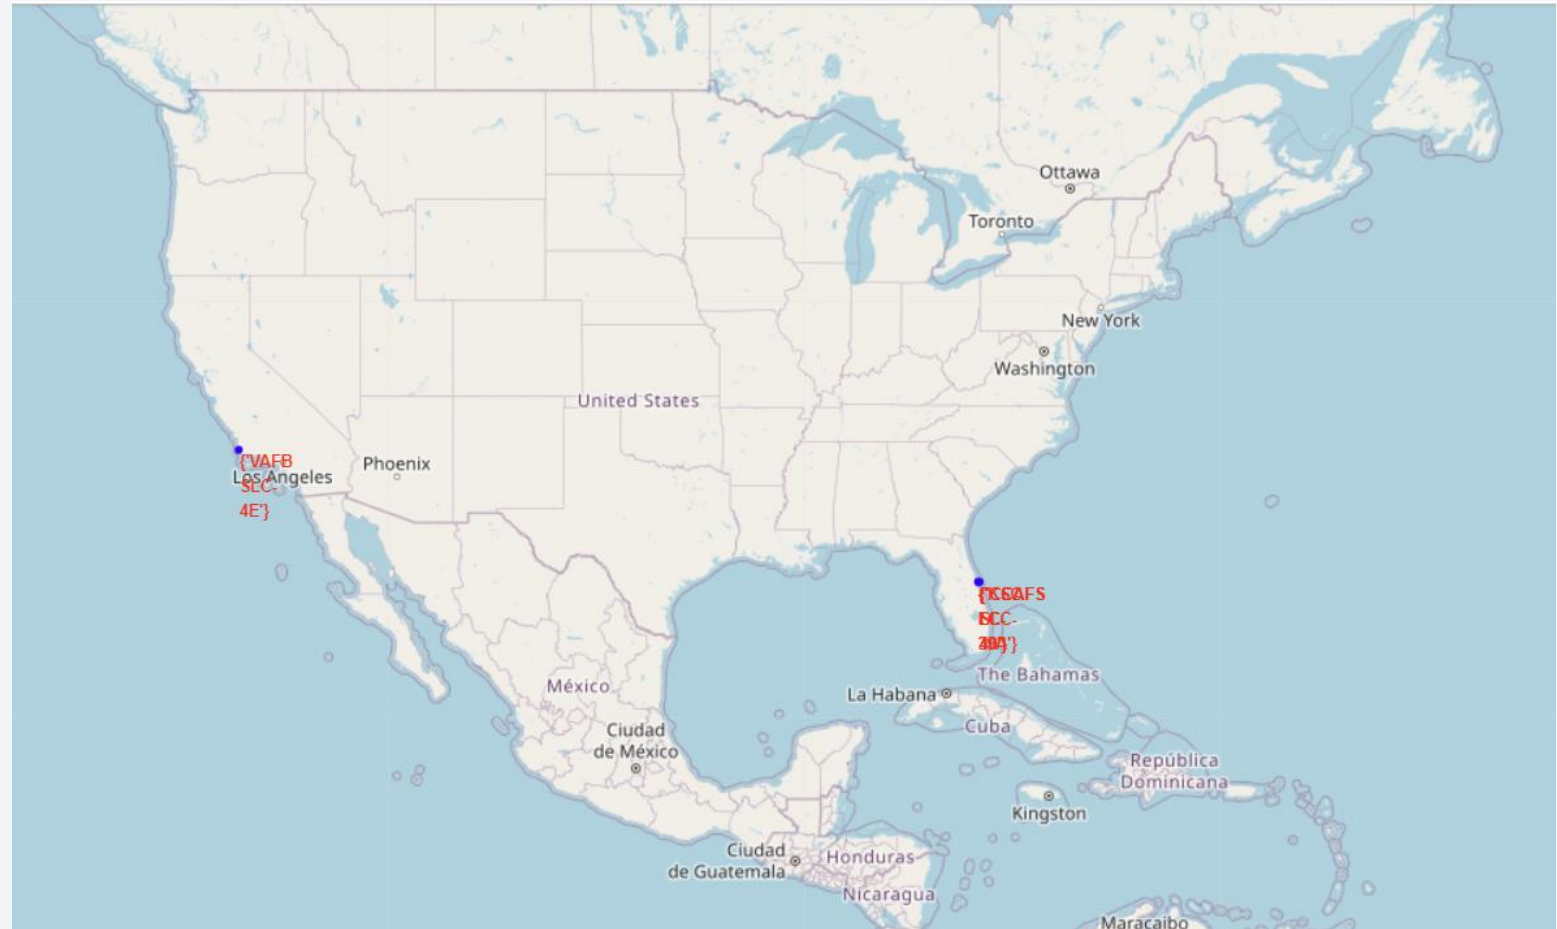 Ottawa
Toronto
New York
Washington
United States
{'VAFB
Los Angeles
SLC-
4E'}
Phoenix
The Bahamas
México
La Habana
Cuba
Ciudad
de México
República
Dominicana
Kingston
Ciudad
de Guatemala
Honduras
Nicaragua
Maracaibo